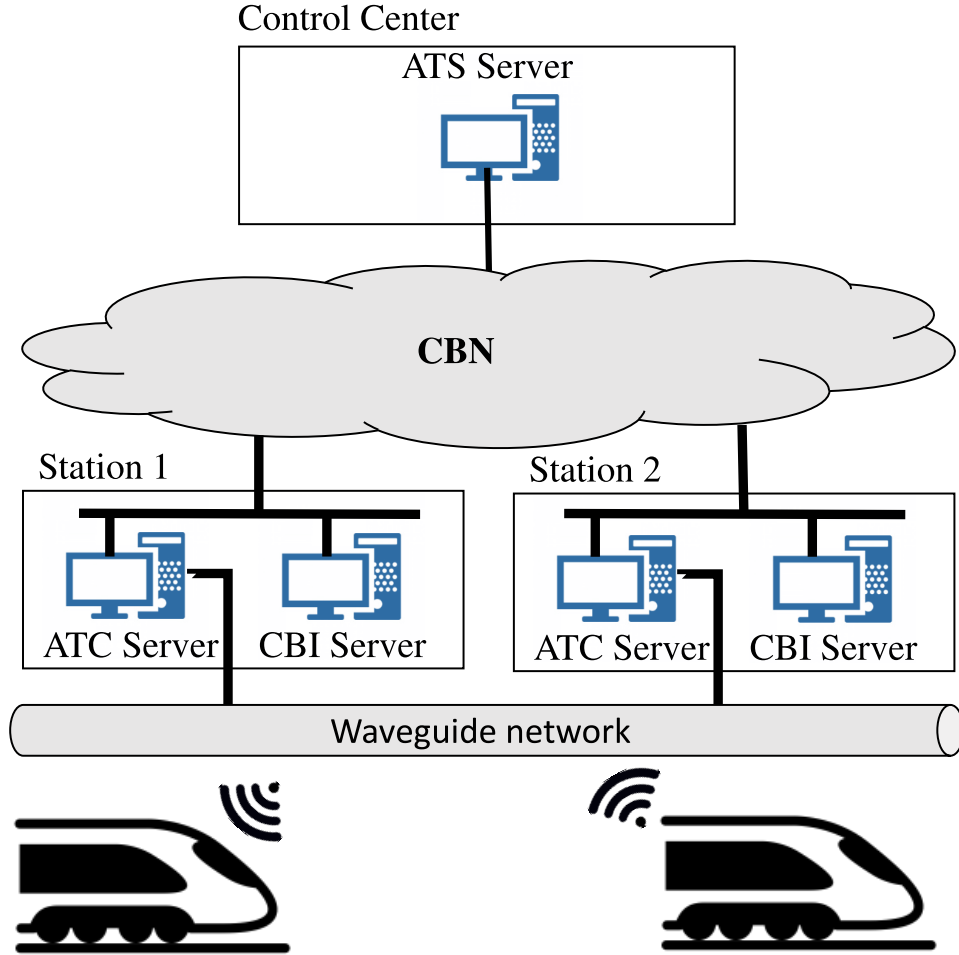 Control Center
ATS Server
CBN
Station 1
Station 2
ATC Server
CBI Server
ATC Server
CBI Server
Waveguide network